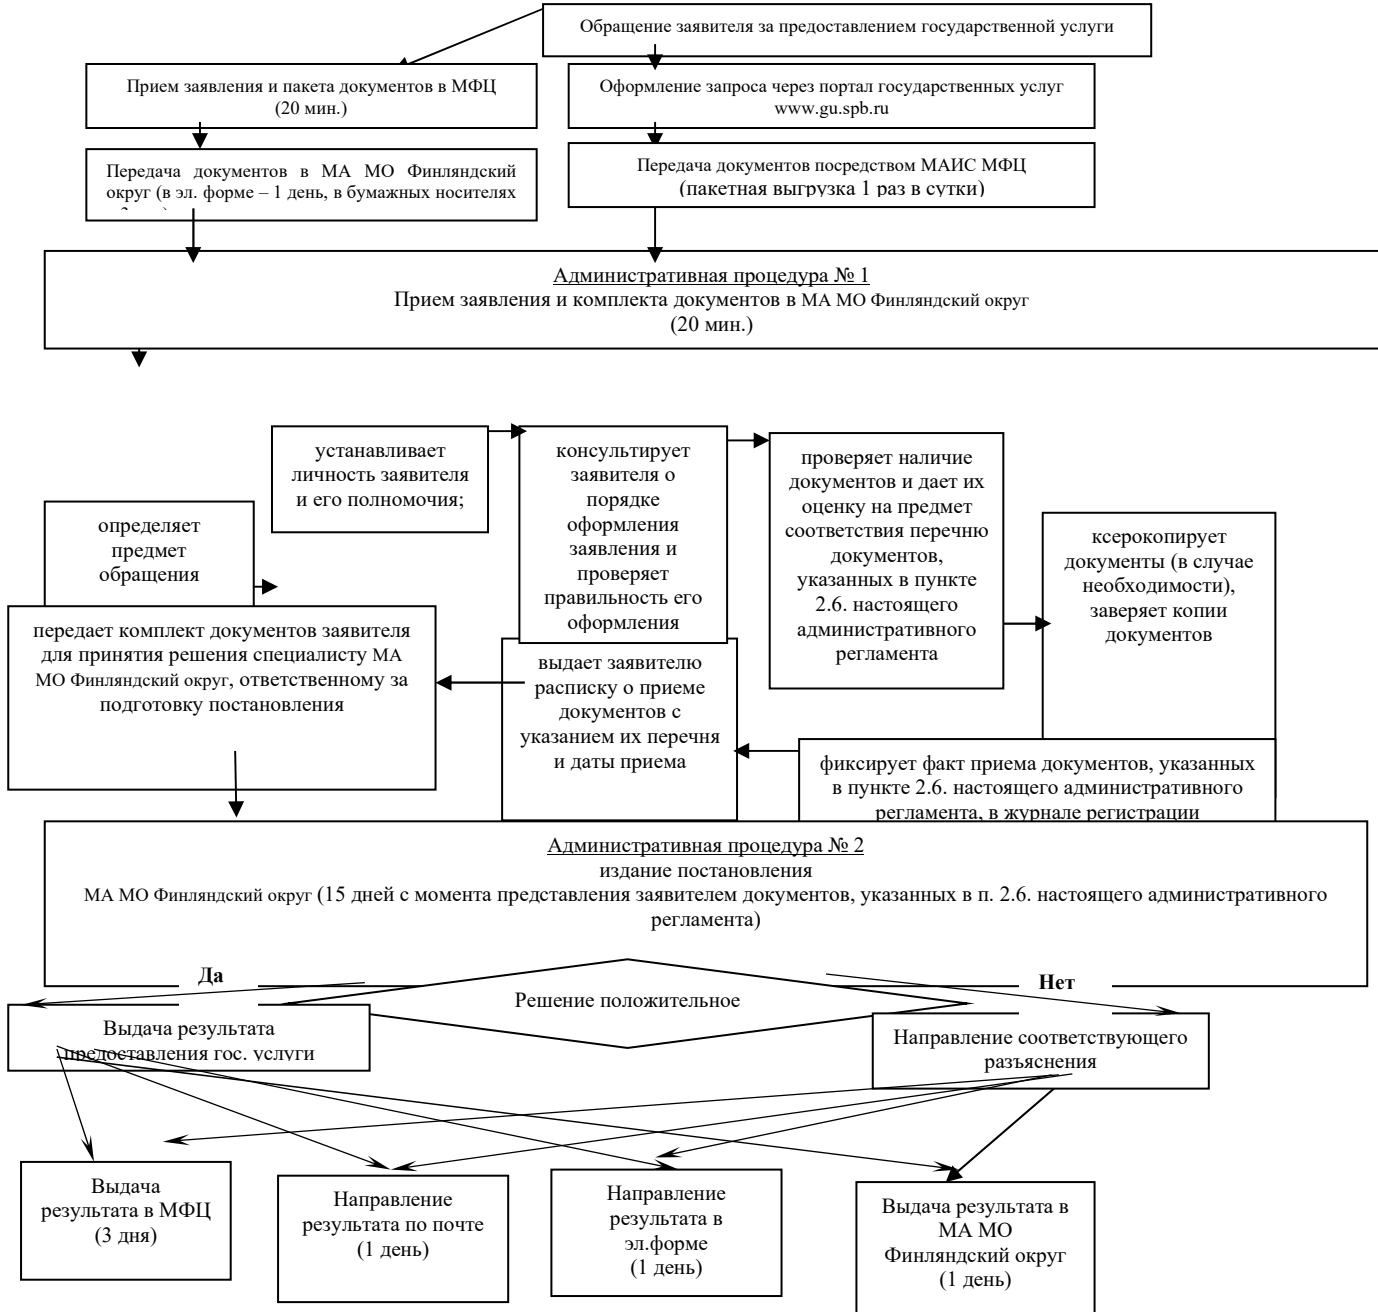 Обращение заявителя за предоставлением государственной услуги
Прием заявления и пакета документов в МФЦ
(20 мин.)
Оформление запроса через портал государственных услуг
www.gu.spb.ru
Передача документов в МА МО Финляндский
округ (в эл. форме – 1 день, в бумажных носителях
Передача документов посредством МАИС МФЦ
(пакетная выгрузка 1 раз в сутки)
Административная процедура № 1
Прием заявления и комплекта документов в МА МО Финляндский округ
(20 мин.)
определяет
предмет
обращения
устанавливает
личность заявителя
и его полномочия;
консультирует
заявителя о
порядке
оформления
заявления и
проверяет
правильность его
оформления
проверяет наличие
документов и дает их
оценку на предмет
соответствия перечню
документов,
указанных в пункте
2.6. настоящего
административного
регламента
ксерокопирует
документы (в случае
необходимости),
заверяет копии
документов
передает комплект документов заявителя
для принятия решения специалисту МА
МО Финляндский округ, ответственному за
подготовку постановления
выдает заявителю
расписку о приеме
документов с
указанием их перечня
и даты приема
фиксирует факт приема документов, указанных
в пункте 2.6. настоящего административного
регламента, в журнале регистрации
Административная процедура № 2
издание постановления
МА МО Финляндский округ (15 дней с момента представления заявителем документов, указанных в п. 2.6. настоящего административного
регламента)
Да
Решение положительное
Нет
Выдача результата
предоставления гос. услуги
Направление соответствующего
разъяснения
Выдача
результата в МФЦ
(3 дня)
Направление
результата по почте
(1 день)
Направление
результата в
эл.форме
(1 день)
Выдача результата в
МА МО
Финляндский округ
(1 день)